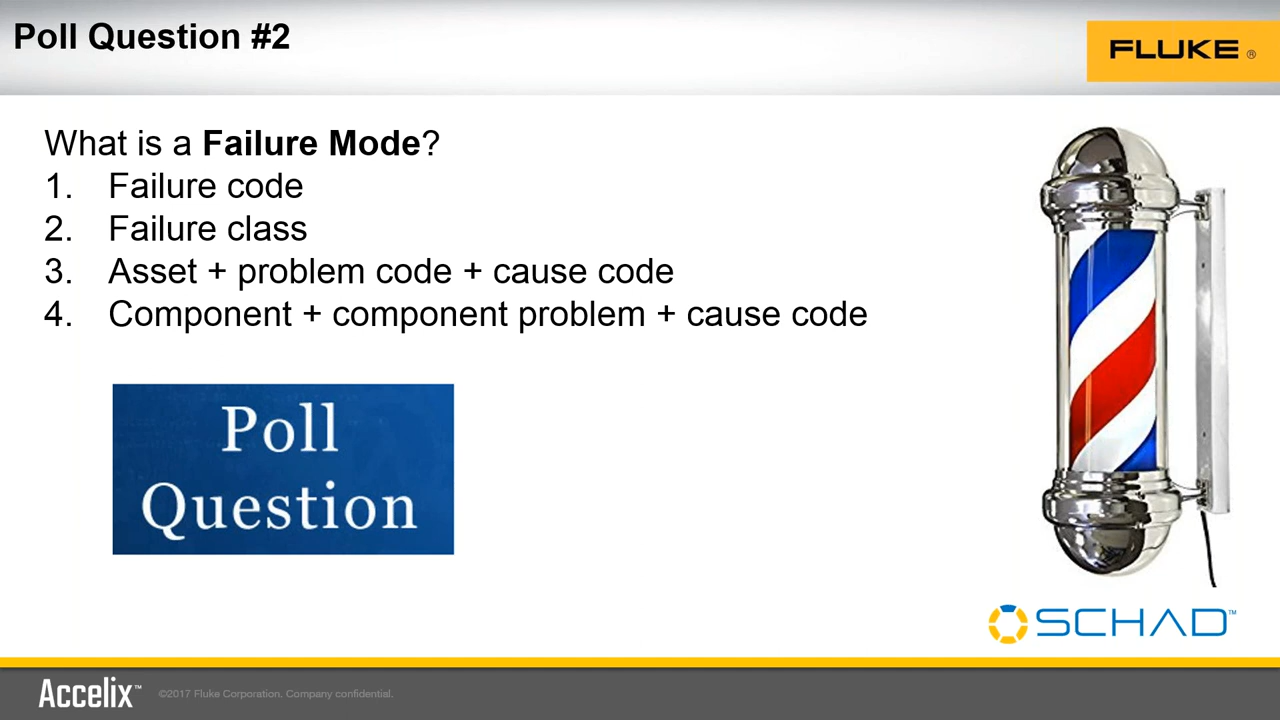 Poll Question #2
FLUKE ®
What is a Failure Mode?
1. Failure code
2. Failure class
3. Asset + problem code + cause code
4. Component + component problem + cause code
Poll
Question
SCHAD™
Accelix™ ©2017 Fluke Corporation. Company confidential.